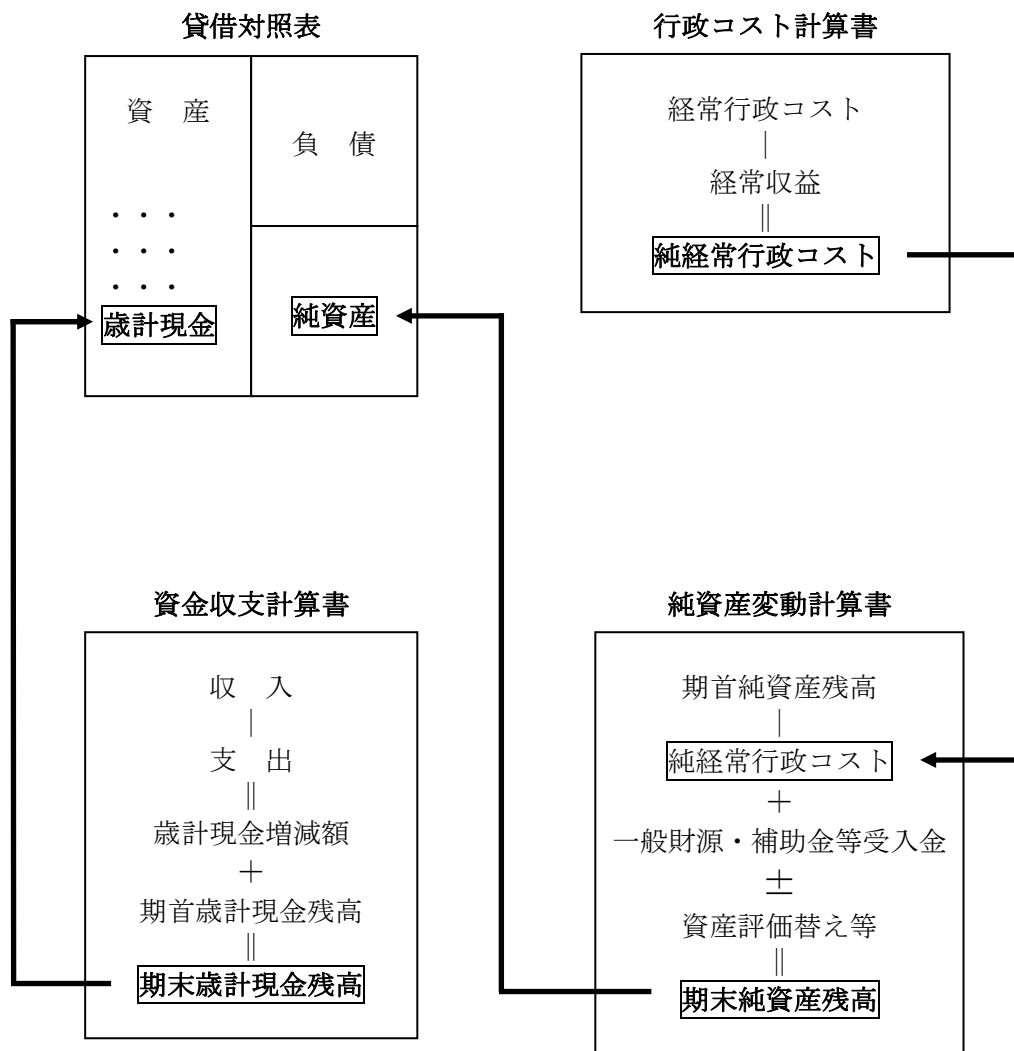 貸借対照表
資　産
・・・
・・・
・・・
歳計現金
負　債
純資産
行政コスト計算書
経常行政コスト
｜
経常収益
||
純経常行政コスト
資金収支計算書
収　入
｜
支　出
||
歳計現金増減額
＋
期首歳計現金残高
||
期末歳計現金残高
純資産変動計算書
期首純資産残高
｜
純経常行政コスト
＋
一般財源・補助金等受入金
±
資産評価替え等
||
期末純資産残高